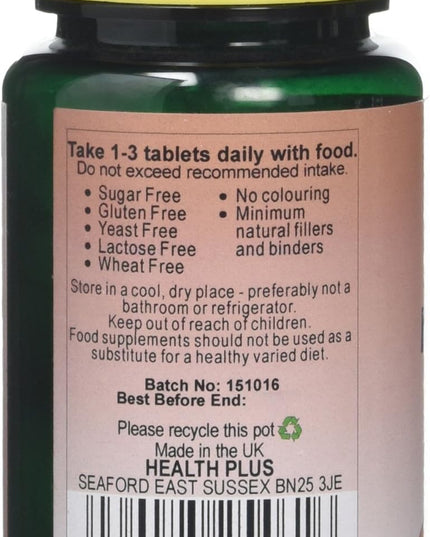 Take 1-3 tablets daily with food.
Do not exceed recommended intake.
• Sugar Free
• Gluten Free
• Yeast Free
• Lactose Free
• Wheat Free
• No colouring
• Minimum
natural fillers
and binders
Store in a cool, dry place - preferably not a
bathroom or refrigerator.
Keep out of reach of children.
Food supplements should not be used as a
substitute for a healthy varied diet.
Batch No: 151016
Best Before End:
Please recycle this pot
Made in the UK
HEALTH PLUS
SEAFORD EAST SUSSEX BN25 3JE